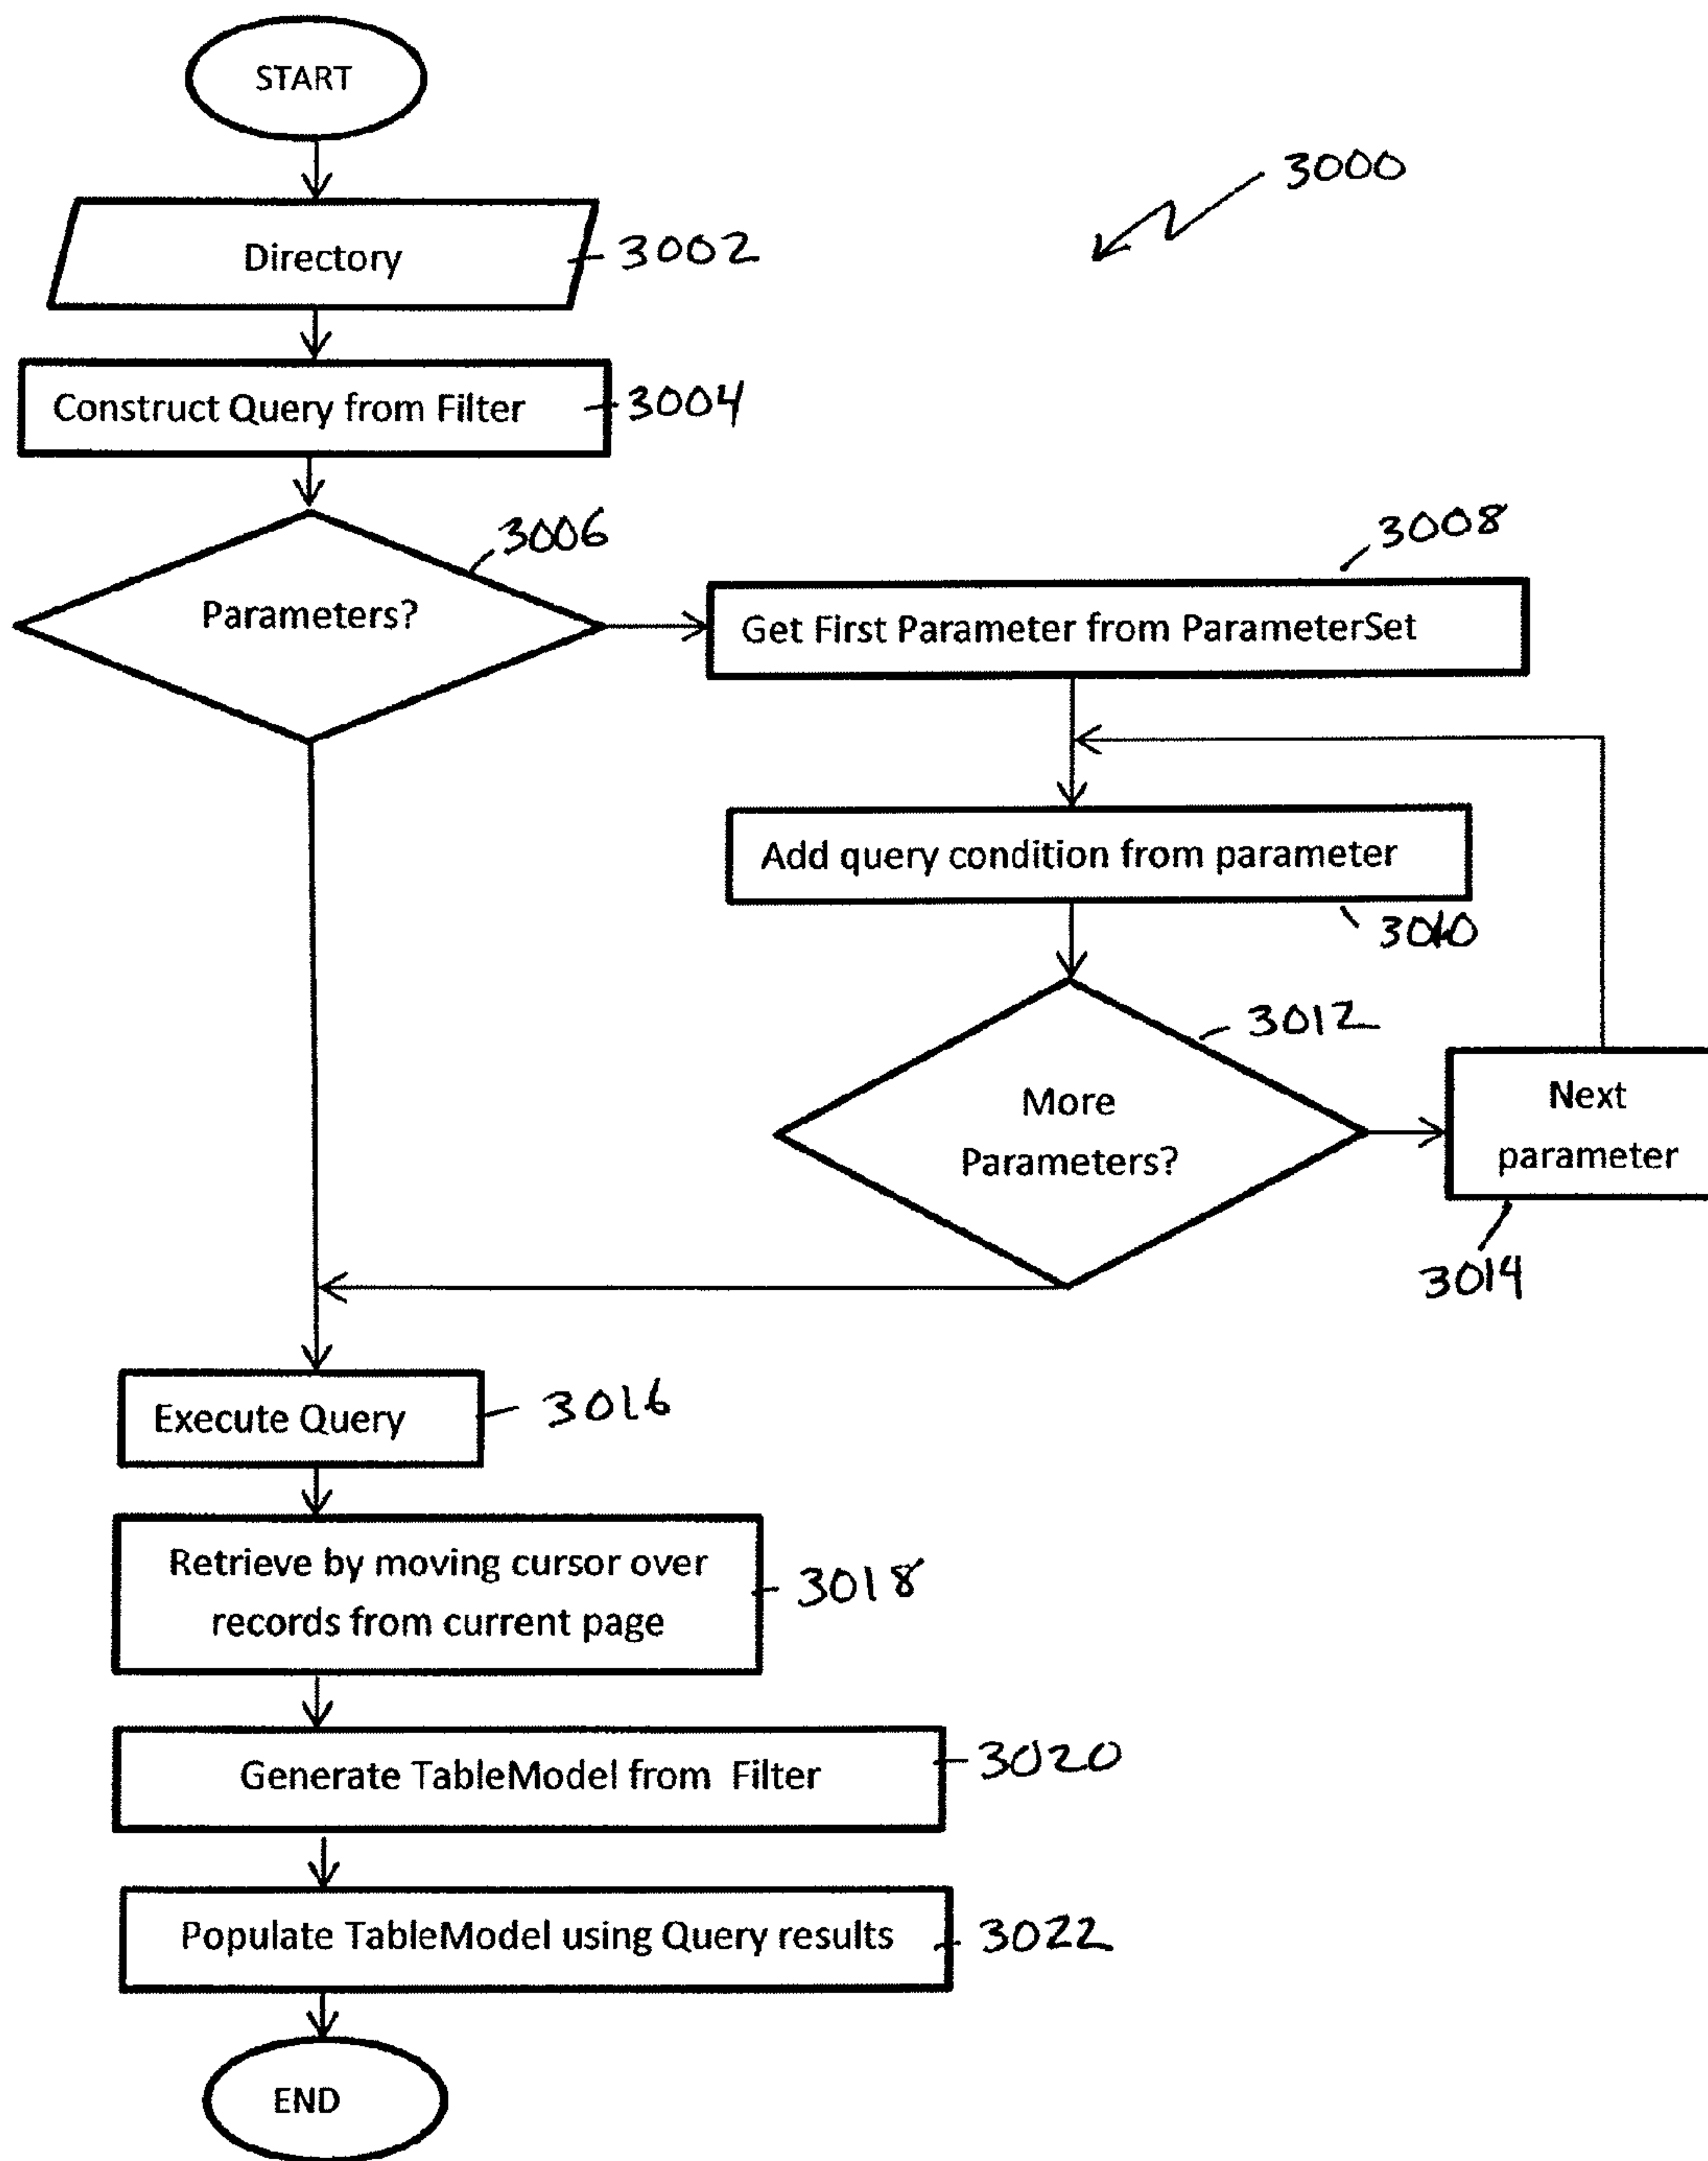 START
3000
Directory
3002
Construct Query from Filter
3004
3006
Parameters?
3008
Get First Parameter from ParameterSet
Add query condition from parameter
3010
3012
More
Parameters?
Next
parameter
3014
Execute Query
3016
Retrieve by moving cursor over
records from current page
3018
Generate TableModel from Filter
3020
Populate TableModel using Query results
3022
END